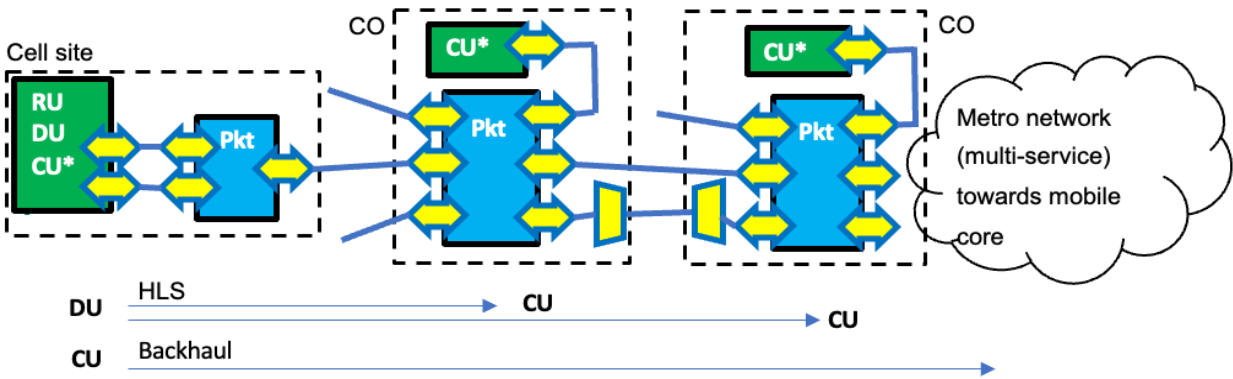 CO
CO
CU*
CU*
Cell site
RU
DU
CU*
Pkt
Pkt
Pkt
Metro network
(multi-service)
towards mobile
core
HLS
DU
CU
CU
CU
Backhaul